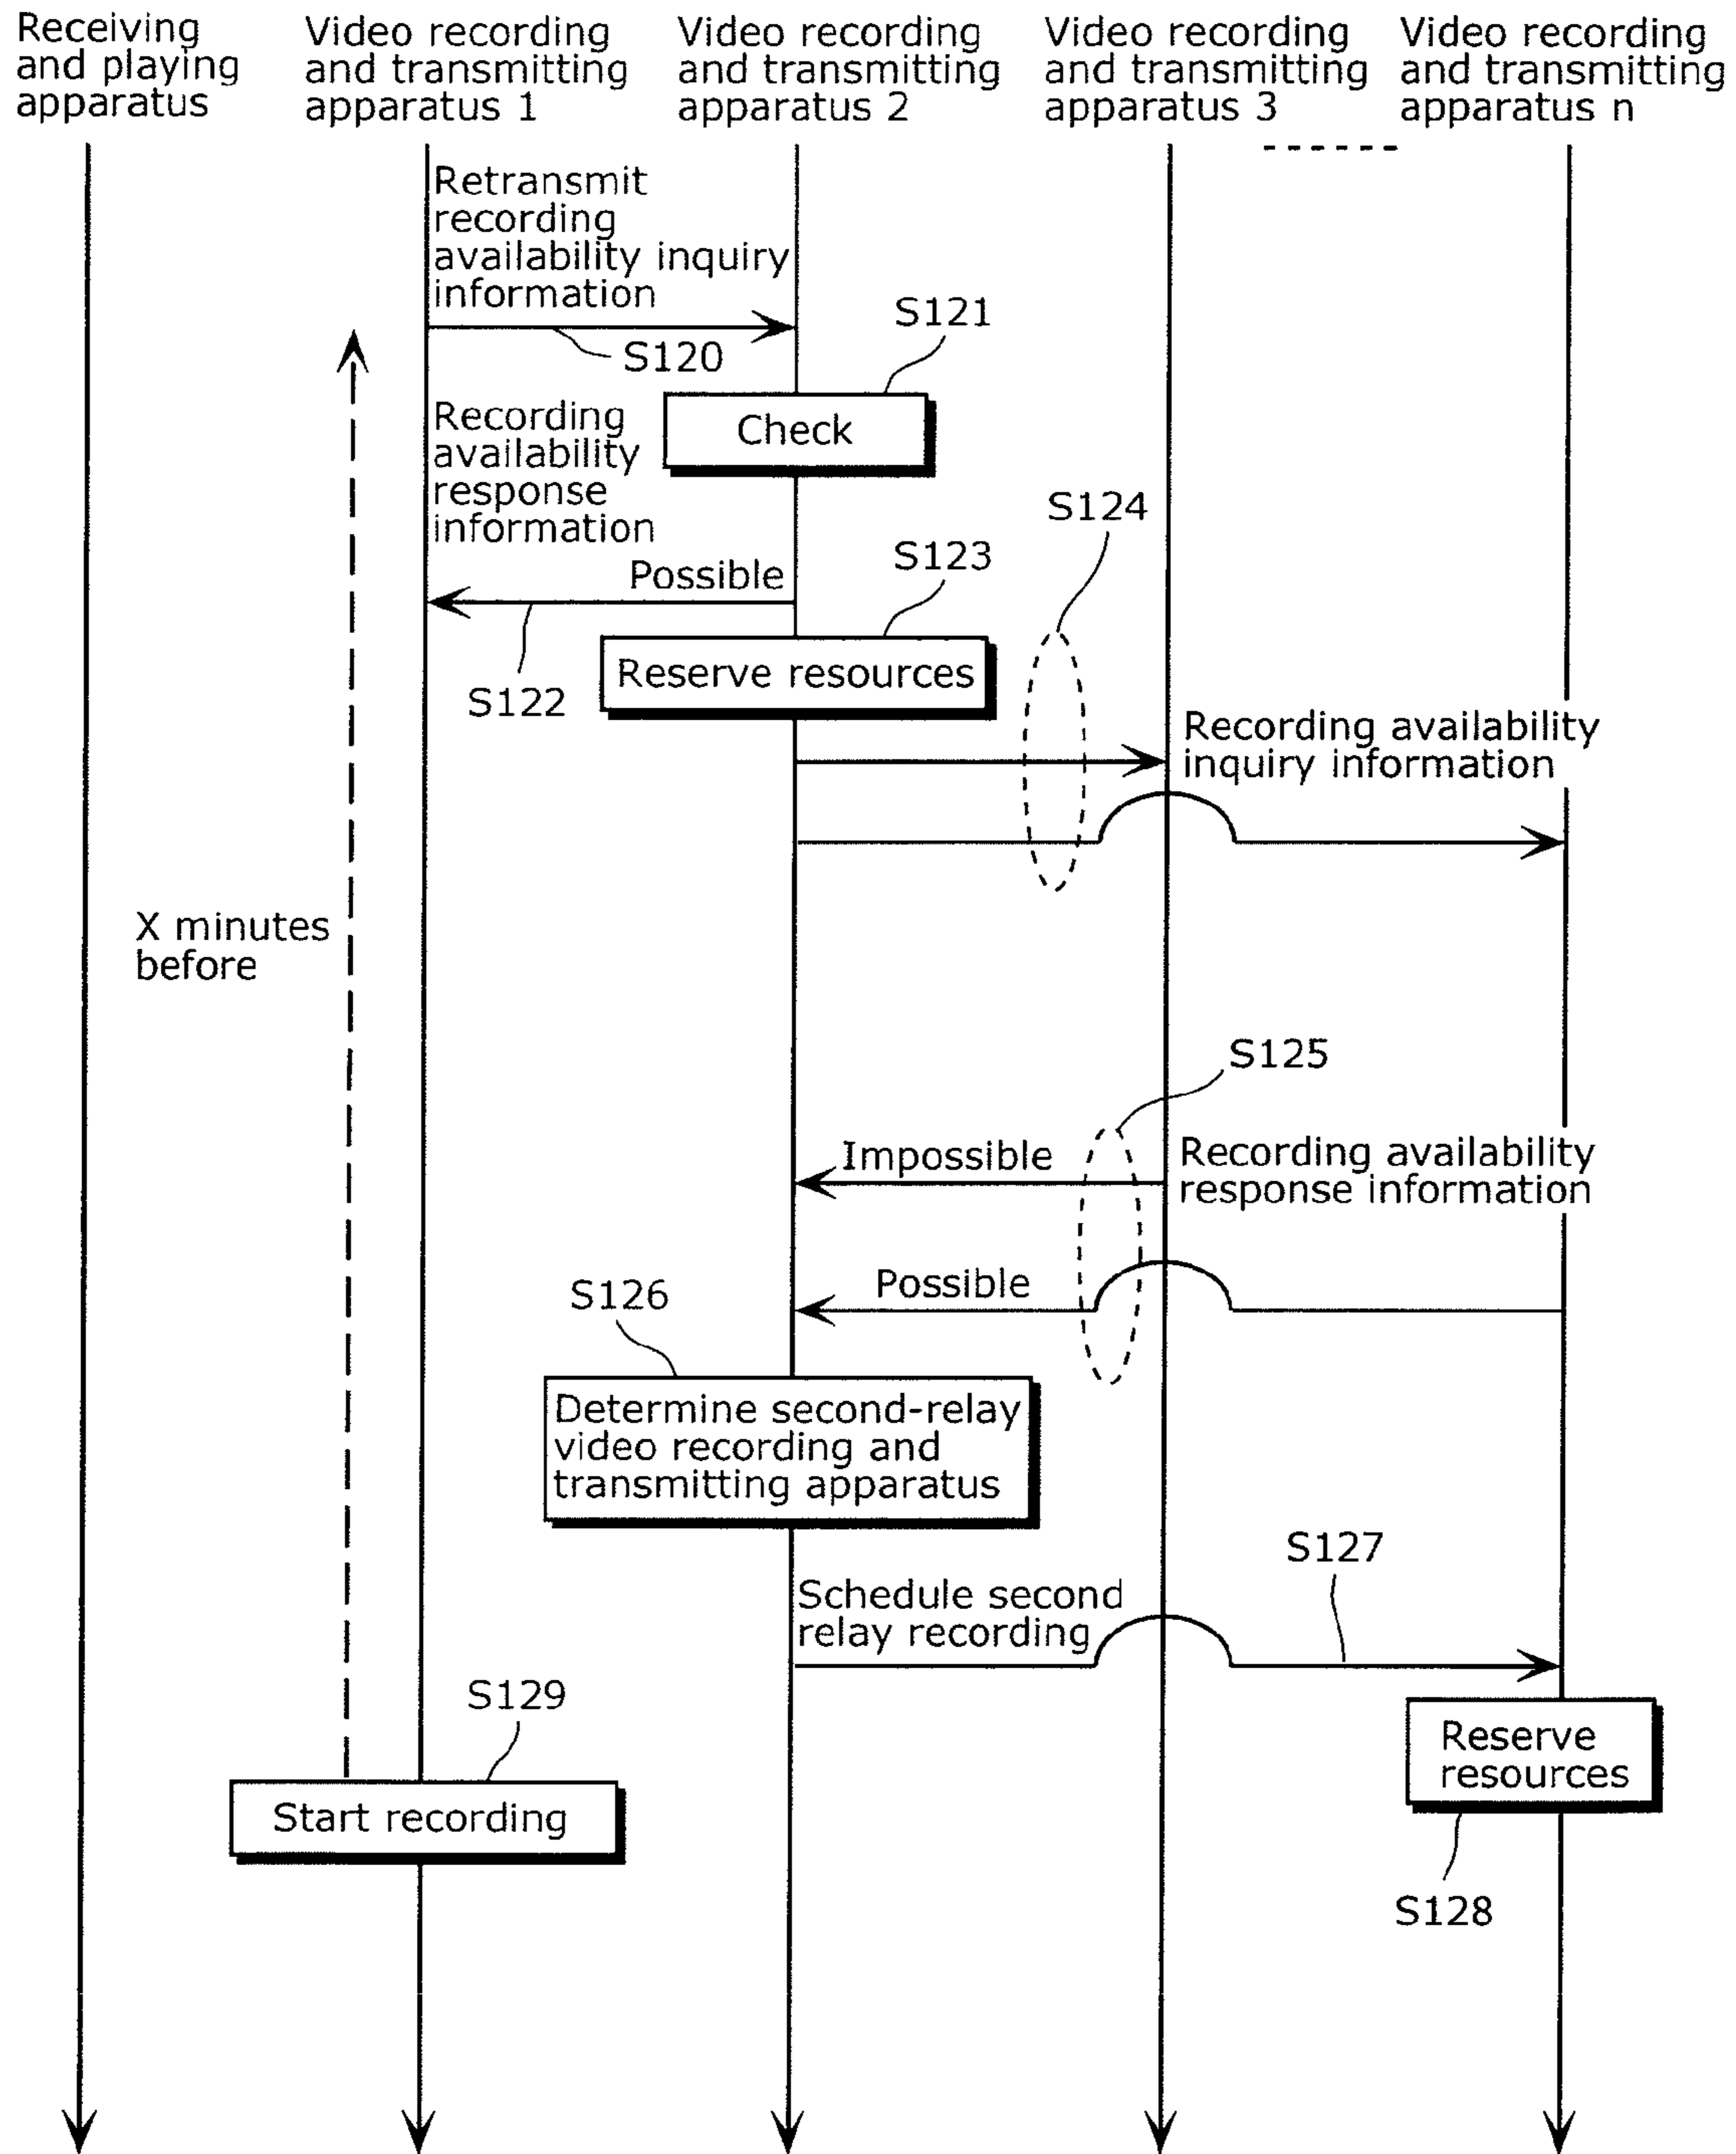 Receiving
and playing
apparatus
Video recording
and transmitting
apparatus 1
Video recording
and transmitting
apparatus 2
Video recording
and transmitting
apparatus 3
Video recording
and transmitting
apparatus n
Retransmit
recording
availability inquiry
information
S120
S121
Check
Recording
availability
response
information
Possible
S122
S123
Reserve resources
S124
Recording availability
inquiry information
X minutes
before
S125
Impossible
Recording availability
response information
Possible
S126
Determine second-relay
video recording and
transmitting apparatus
S127
Schedule second
relay recording
Reserve
resources
S128
S129
Start recording